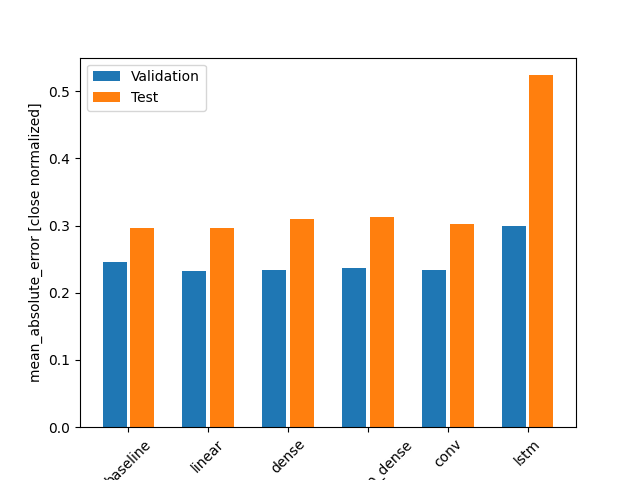 Validation
Test
mean_absolute_error [close normalized]
0.5
0.4
0.3
0.2
0.1
0.0
baseline
linear
dense
conv
lstm